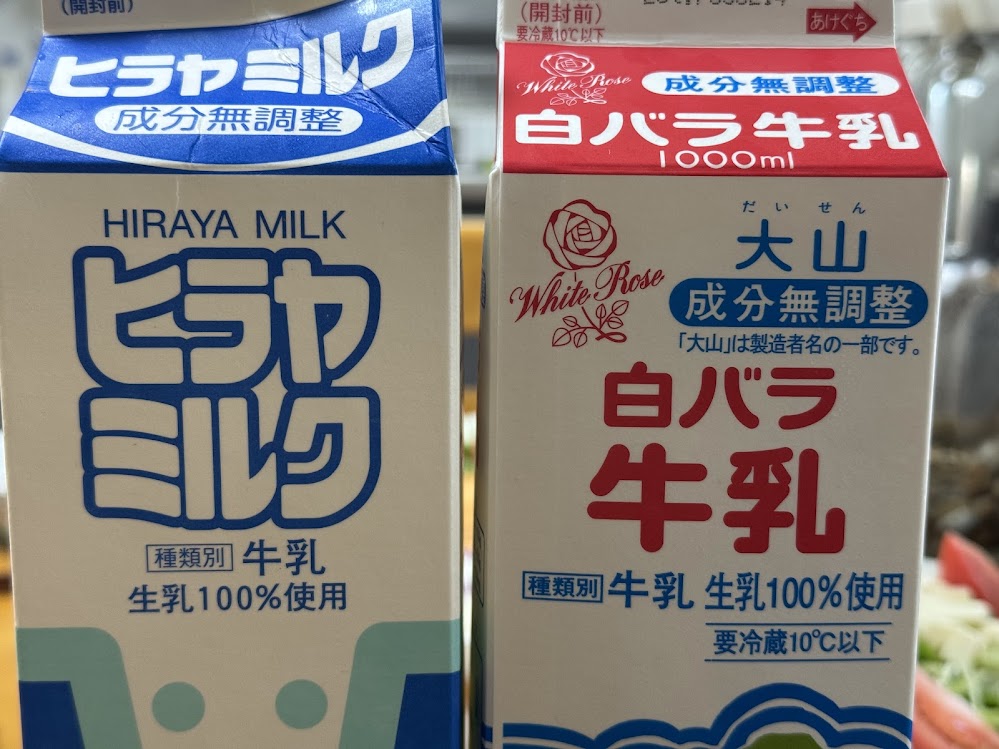 (開封前)
ヒラヤミルク
成分無調整
HIRAYA MILK
ヒラヤ
ミルク
種類別 牛乳
生乳100%使用
(開封前)
要冷蔵10℃以下
あけぐち
White Rose
成分無調整
白バラ牛乳
1000ml
だいせん
大山
White Rose
成分無調整
「大山」は製造者名の一部です。
白バラ
牛乳
種類別 牛乳 生乳100%使用
要冷蔵10℃以下